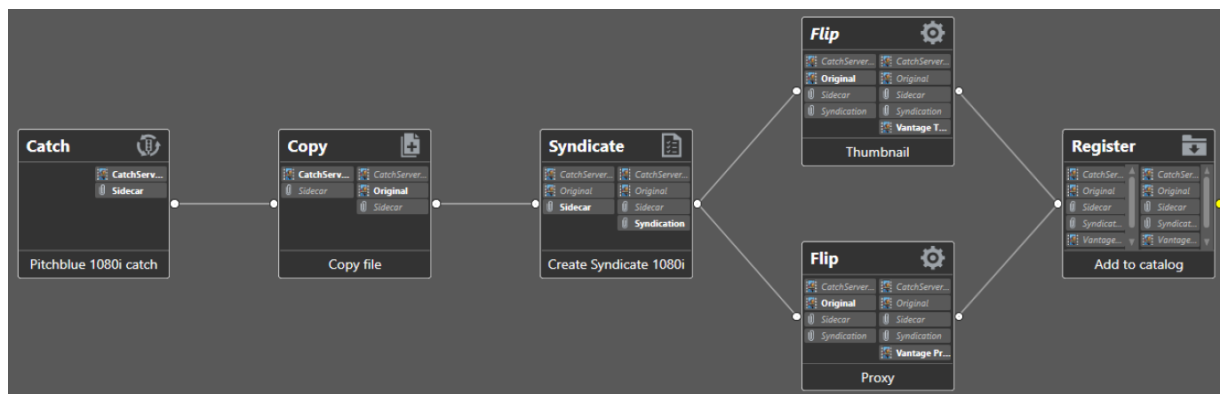 Catch
CatchServ...
Sidecar
Pitchblue 1080i catch
Copy
CatchServ...
CatchServer...
Sidecar
Original
Sidecar
Copy file
Syndicate
CatchServer...
CatchServer...
Original
Original
Sidecar
Sidecar
Syndication
Create Syndicate 1080i
Flip
CatchServer...
CatchServer...
Original
Original
Sidecar
Sidecar
Syndication
Syndication
Vantage T...
Thumbnail
Flip
CatchServer...
CatchServer...
Original
Original
Sidecar
Sidecar
Syndication
Syndication
Vantage Pr...
Proxy
Register
CatchSer...
CatchSer...
Original
Original
Sidecar
Sidecar
Syndicat...
Syndicat...
Vantage...
Vantage...
Add to catalog